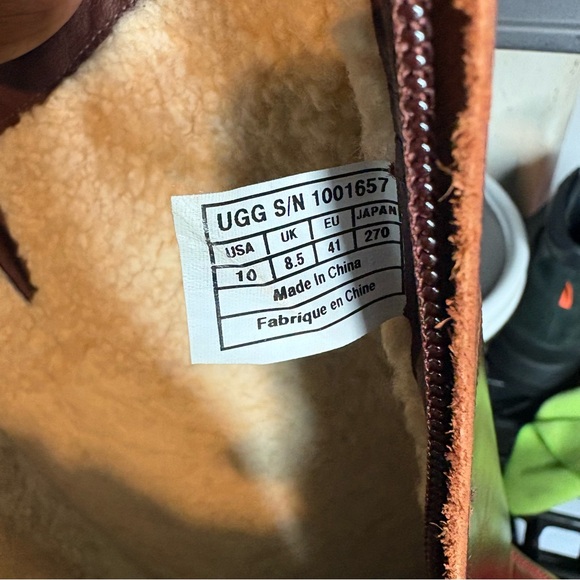 UGG S/N 1001657
USA UK EU JAPAN
10 8.5 41 270
Made In China
Fabrique en Chine